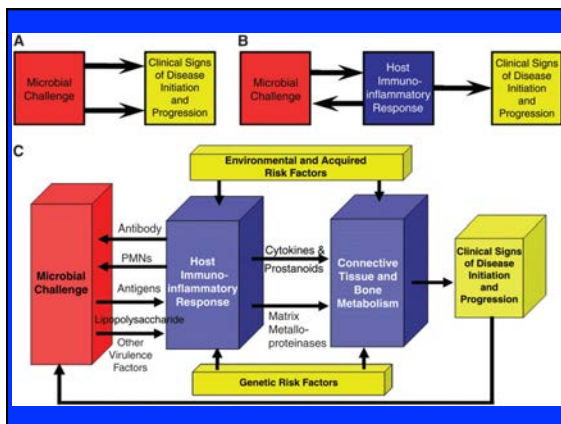 A
Microbial
Challenge
Clinical Signs
of Disease
Initiation
and
Progression
B
Microbial
Challenge
Host
Immuno-
inflammatory
Response
Clinical Signs
of Disease
Initiation
and
Progression
C
Environmental and Acquired
Risk Factors
Microbial
Challenge
Antibody
PMNs
Antigens
Lipopolysaccharide
Other
Virulence
Factors
Host
Immuno-
inflammatory
Response
Cytokines &
Prostanoids
Matrix
Metallo-
proteinases
Connective
Tissue and
Bone
Metabolism
Clinical Signs
of Disease
Initiation
and
Progression
Genetic Risk Factors